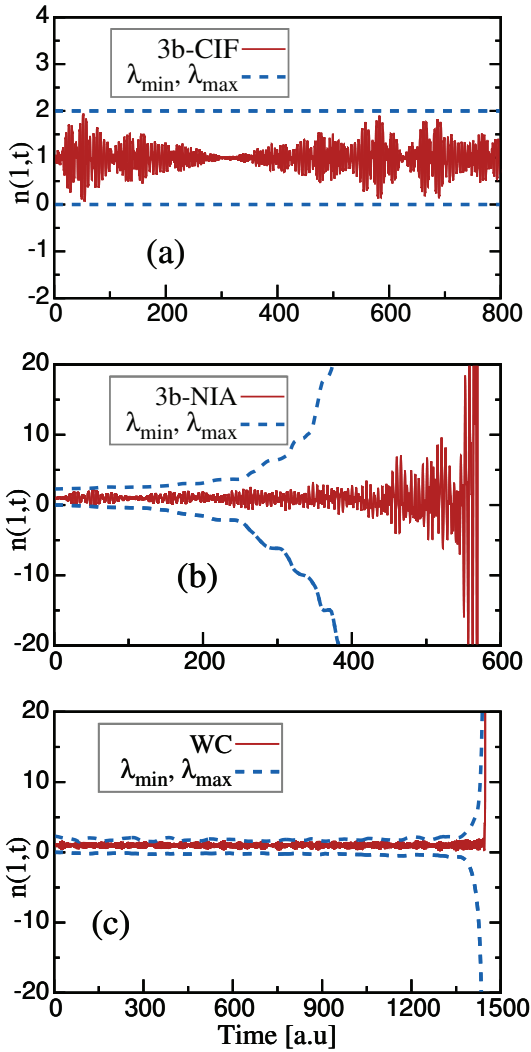 4
3
2
1
0
-1
-2
n(1,t)
3b-CIF
λmin, λmax
(a)
0 200 400 600 800
20
10
0
-10
-20
n(1,t)
3b-NIA
λmin, λmax
(b)
0 200 400 600
20
10
0
-10
-20
n(1,t)
WC
λmin, λmax
(c)
0 300 600 900 1200 1500
Time [a.u]